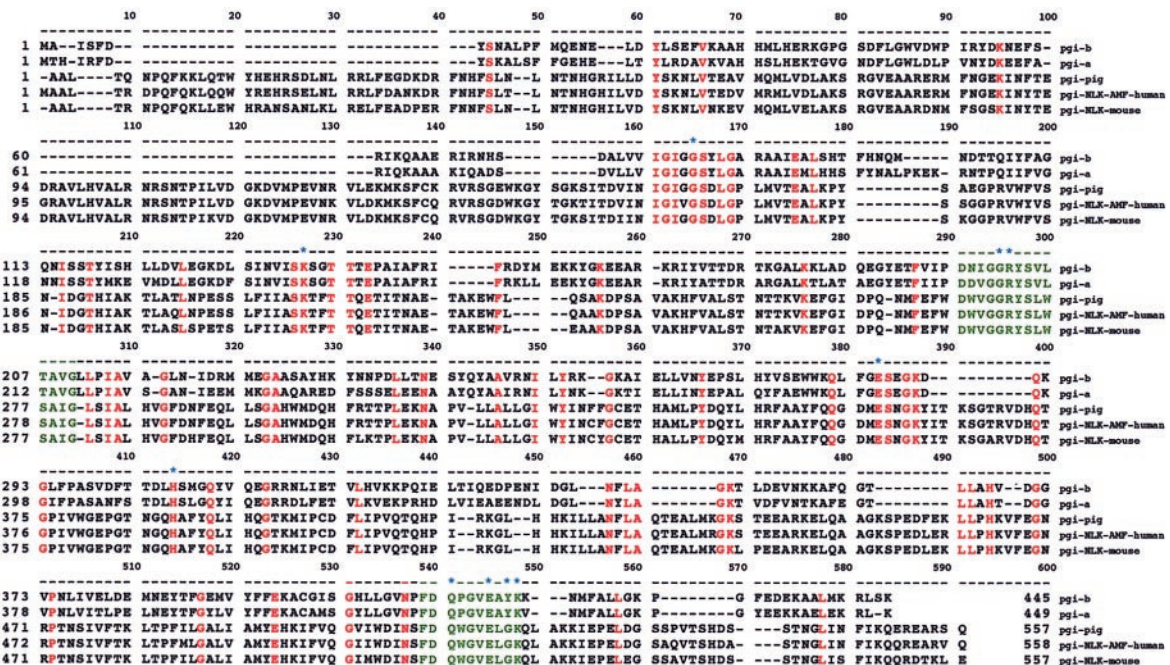 10 20 30 40 50 60 70 80 90 100
1 MA--ISFD-- ---------- ---------- ---------- ----YSNALPF MQENE---LD YLSEFVKAAH HMLHERKGPG SDFLGWVDWP IRYDKNEFS- pgi-b
1 MTH-IRFD-- ---------- ---------- ---------- ----YSKALSF FGEHE---LT YLRDAVKVAH HSLHEKTGVG NDFLGWLDLP VNYDKEEFA- pgi-a
1 -AAL----TQ NPQFKKLQTW YHEHRSDLNL RRLFEGDKDR FNHFSLN--L NTNHGRILLD YSKNLVTEAV MQMLVDLAKS RGVEAARERM FNGEKINFTE pgi-pig
1 MAAL----TR DPQFQKLQQW YREHRSELNL RRLFDANKDR FNHFSLT--L NTNHGHILVD YSKNLVTEDV MRMLVDLAKS RGVEAARERM FNGEKINYTE pgi-NLK-AMF-human
1 -AAL----TR NPQFQKLLEW HRANSANLKL RELFEADPER FNNFSLN--L NTNHGHILVD YSKNLVNKEV MQMLVELAKS RGVEAARDNM FSGSKINYTE pgi-NLK-mouse
110 120 130 140 150 160 170 180 190 200
*
60 ---------- ---------- ---------- ---RIKQAAE RIRNHS---- -----DALVV IGIGGSYLGA RAAIEALSHT FHNQM----- NDTTQIYFAG pgi-b
61 ---------- ---------- ---------- ---RIQKAAA KIQADS---- -----DVLLV IGIGGSYLGA RAAIEMLHHS FYNALPKEK- RNTPQIIFVG pgi-a
94 DRAVLHVALR NRSNTPILVD GKDVMPEVNR VLEKMKSFCK RVRSGEWKGY SGKSITDVIN IGIGGSDLGP LMVTEALKPY ---------S AEGPRVWFVS pgi-pig
95 GRAVLHVALR NRSNTPILVD GKDVMPEVNK VLDKMKSFCQ RVRSGDWKGY TGKTITDVIN IGIVGSDLGP LMVTEALKPY ---------S SGGPRVWYVS pgi-NLK-AMF-human
94 DRAVLHVALR NRSNTPIKVD GKDVMPEVNR VLDKMKSFCQ RVRSGDWKGY TGKSITDIIN IGIGGSDLGP LMVTEALKPY ---------S KGGPRVWFVS pgi-NLK-mouse
210 220 230 240 250 260 270 280 290 300
* **
113 QNISSTYISH LLDVLEGKDL SINVISKSGT TTEPAIAFRI -----FRDYM EKKYGKEEAR -KRIYVTTDR TKGALKKLAD QEGYETFVIP DNIGGRYSVL pgi-b
118 NNISSTYMKE VMDLLEGKDF SINVISKSGT TTEPAIAFRI -----FRKLL EEKYGKEEAR -KRIYATTDR ARGALKTLAT AEGYETFVIP DDVGGRYSVL pgi-a
185 N-IDGTHIAK TLATLNPESS LFIIASKTFT TQETITNAE- TAKEWFL--- --QSAKDPSA VAKHFVALST NTTKVKEFGI DPQ-NMFEFW DWVGGRYSLW pgi-pig
186 N-IDGTHIAK TLAQLNPESS LFIIASKTFT TQETITNAE- TAKEWFL--- --QAAKDPSA VAKHFVALST NTTKVKEFGI DPQ-NMFEFW DWVGGRYSLW pgi-NLK-AMF-human
185 N-IDGTHIAK TLASLSPETS LFIIASKTFT TQETITNAE- TAKEWFL--- --EAAKDPSA VAKHFVALST NTAKVKEFGI DPQ-NMFEFW DWVGGRYSLW pgi-NLK-mouse
310 320 330 340 350 360 370 380 390 400
*
207 TAVGLLPIAV A-GLN-IDRM MEGAASAYHK YNNPDLLTNE SYQYAAVRNI LYRK---GKAI ELLVNYEPSL HYVSEWWKQL FGESEGKD-- --------QK pgi-b
212 TAVGLLPIAV S-GAN-IEEM MKGAAQARED FSSSELEENA AYQYAAIRNI LYNK---GKTI ELLINYEPAL QYFAEWWKQL FGESEGKD-- --------QK pgi-a
277 SAIG-LSIAL HVGFDNFEQL LSGAHWMDQH FRTTPLEKNA PV-LLALLGI WYINFFGCET HAMLPYDQYL HRFAAYFQQG DMESNGKYIT KSGTRVDHQT pgi-pig
278 SAIG-LSIAL HVGFDNFEQL LSGAHWMDQH FRTTPLEKNA PV-LLALLGI WYINCFGCET HAMLPYDQYL HRFAAYFQQG DMESNGKYIT KSGTRVDHQT pgi-NLK-AMF-human
277 SAIG-LSIAL HVGFDHFEQL LSGAHWMDQH FLKTPLEKNA PV-LLALLGI WYINCYGCET HALLPYDQYM HRFAAYFQQG DMESNGKYIT KSGARVDHQT pgi-NLK-mouse
410 420 430 440 450 460 470 480 490 500
*
293 GLFPASVDFT TDLHSMGQYV QEGRRNLIET VLHVKKPQIE LTIQEDPENI DGL---NFLA ------GKT LDEVNKKAFQ GT-------- LLAHV--DGG pgi-b
298 GIFPASANFS TDLHSLGQYI QEGRRDLFET VLKVEKPRHD LVIEAEENDL DGL---NYLA ------GKT VDFVNTKAFE GT-------- LLAHT--DGG pgi-a
375 GPIVWGEPGT NGQHAFYQLI HQGTKMIPCD FLIPVQTQHP I--RKGL--H HKILLANFLA QTEALMKGKS TEEARKELQA AGKSPEDFEK LLPHKVFEGN pgi-pig
376 GPIVWGEPGT NGQHAFYQLI HQGTKMIPCD FLIPVQTQHP I--RKGL--H HKILLANFLA QTEALMRGKS TEEARKELQA AGKSPEDLER LLPHKVFEGN pgi-NLK-AMF-human
375 GPIVWGEPGT NGQHAFYQLI HQGTKMIPCD FLIPVQTQHP I--RKGL--H HKILLANFLA QTEALMKGKL PEEARKELQA AGKSPEDLEK LLPHKVFEGN pgi-NLK-mouse
510 520 530 540 550 560 570 580 590 600
* * **
373 VPNLIVELDE MNEYTFGEMV YFFEKACGIS GHLLGVNPFD QPGVEAYKK- --NMFALLGK P-------- GFEDEKAALMK RLSK 445 pgi-b
378 VPNLVITLPE LNEYTFGYLV YFFEKACAMS GYLLGVNPFD QPGVEAYKV- --NMFALLGK P-------- GYEEKKAELEK RL-K 449 pgi-a
471 RPTNSIVFTK LTPFILGALI AMYEHKIFVQ GVIWDINSFD QWGVELGKQL AKKIEPELDG SSPVTSHDS- ---STNGLINF IKQEREARS Q 557 pgi-pig
472 RPTNSIVFTK LTPFMLGALV AMYEHKIFVQ GIIWDINSFD QWGVELGKQL AKKIEPELDG SAQVTSHDA- ---STNGLINF IKQQREARV Q 558 pgi-NLK-AMF-human
471 RPTNSIVFTK LTPFILGALI AMYEHKIFVQ GIMWDINSFD QWGVELGKQL AKKIEPELEG SSAVTSHDS- ---STNGLISF IKQQRDTKL E 557 pgi-NLK-mouse